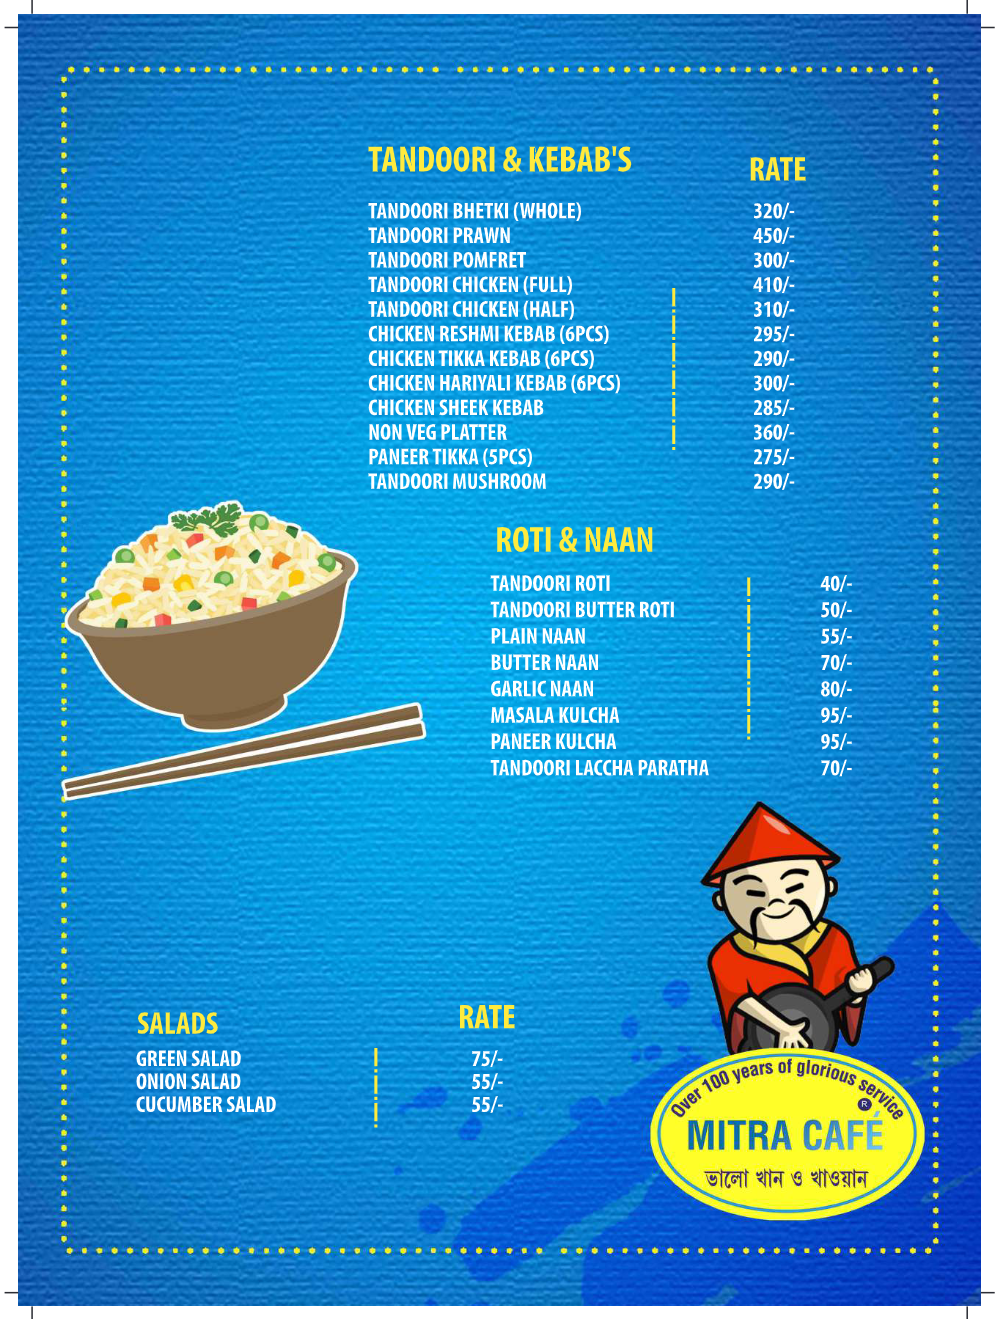 TANDOORI & KEBAB'S RATE
TANDOORI BHETKI (WHOLE) 320/-
TANDOORI PRAWN 450/-
TANDOORI POMFRET 300/-
TANDOORI CHICKEN (FULL) 410/-
TANDOORI CHICKEN (HALF) 310/-
CHICKEN RESHMI KEBAB (6PCS) 295/-
CHICKEN TIKKA KEBAB (6PCS) 290/-
CHICKEN HARIYALI KEBAB (6PCS) 300/-
CHICKEN SHEEK KEBAB 285/-
NON VEG PLATTER 360/-
PANEER TIKKA (5PCS) 275/-
TANDOORI MUSHROOM 290/-
ROTI & NAAN
TANDOORI ROTI 40/-
TANDOORI BUTTER ROTI 50/-
PLAIN NAAN 55/-
BUTTER NAAN 70/-
GARLIC NAAN 80/-
MASALA KULCHA 95/-
PANEER KULCHA 95/-
TANDOORI LACCHA PARATHA 70/-
SALADS RATE
GREEN SALAD 75/-
ONION SALAD 55/-
CUCUMBER SALAD 55/-
Over 100 years of glorious service
®
MITRA CAFÉ
ভালো খান ও খাওয়ান